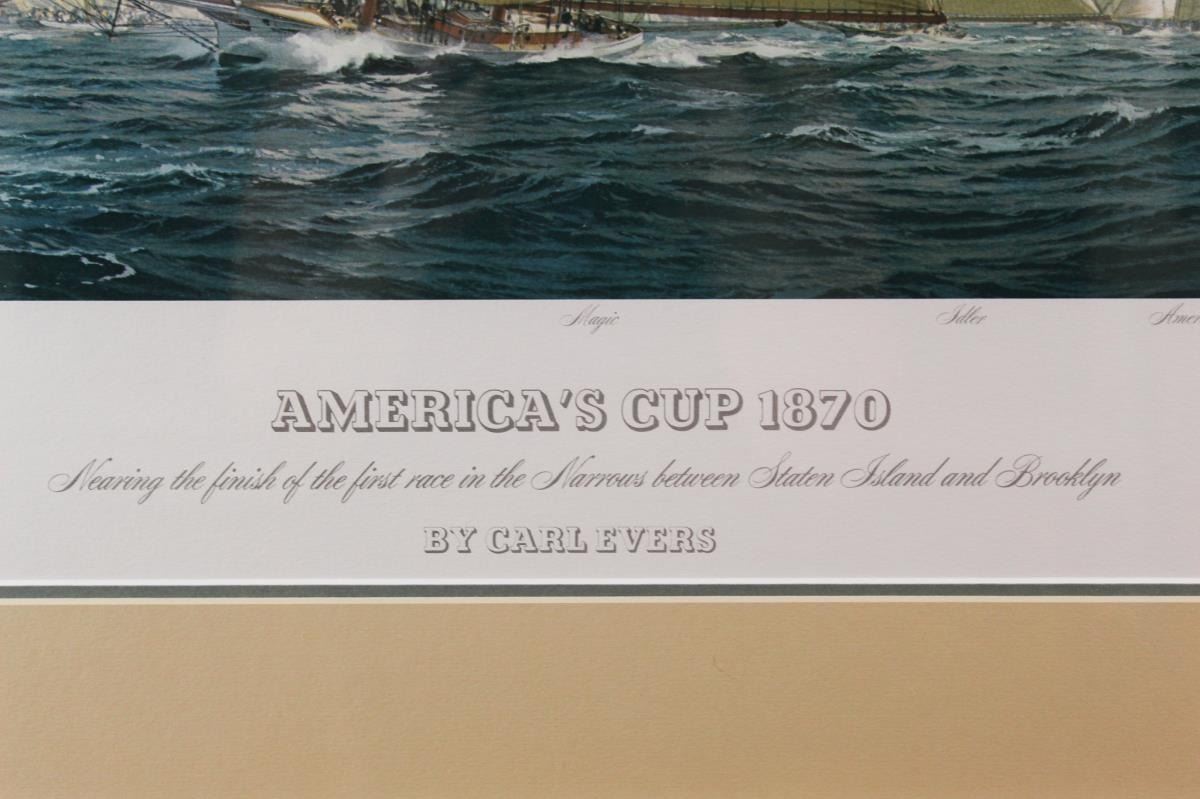 Magic Idler
AMERICA'S CUP 1870
Nearing the finish of the first race in the Narrows between Staten Island and Brooklyn
BY CARL EVERS